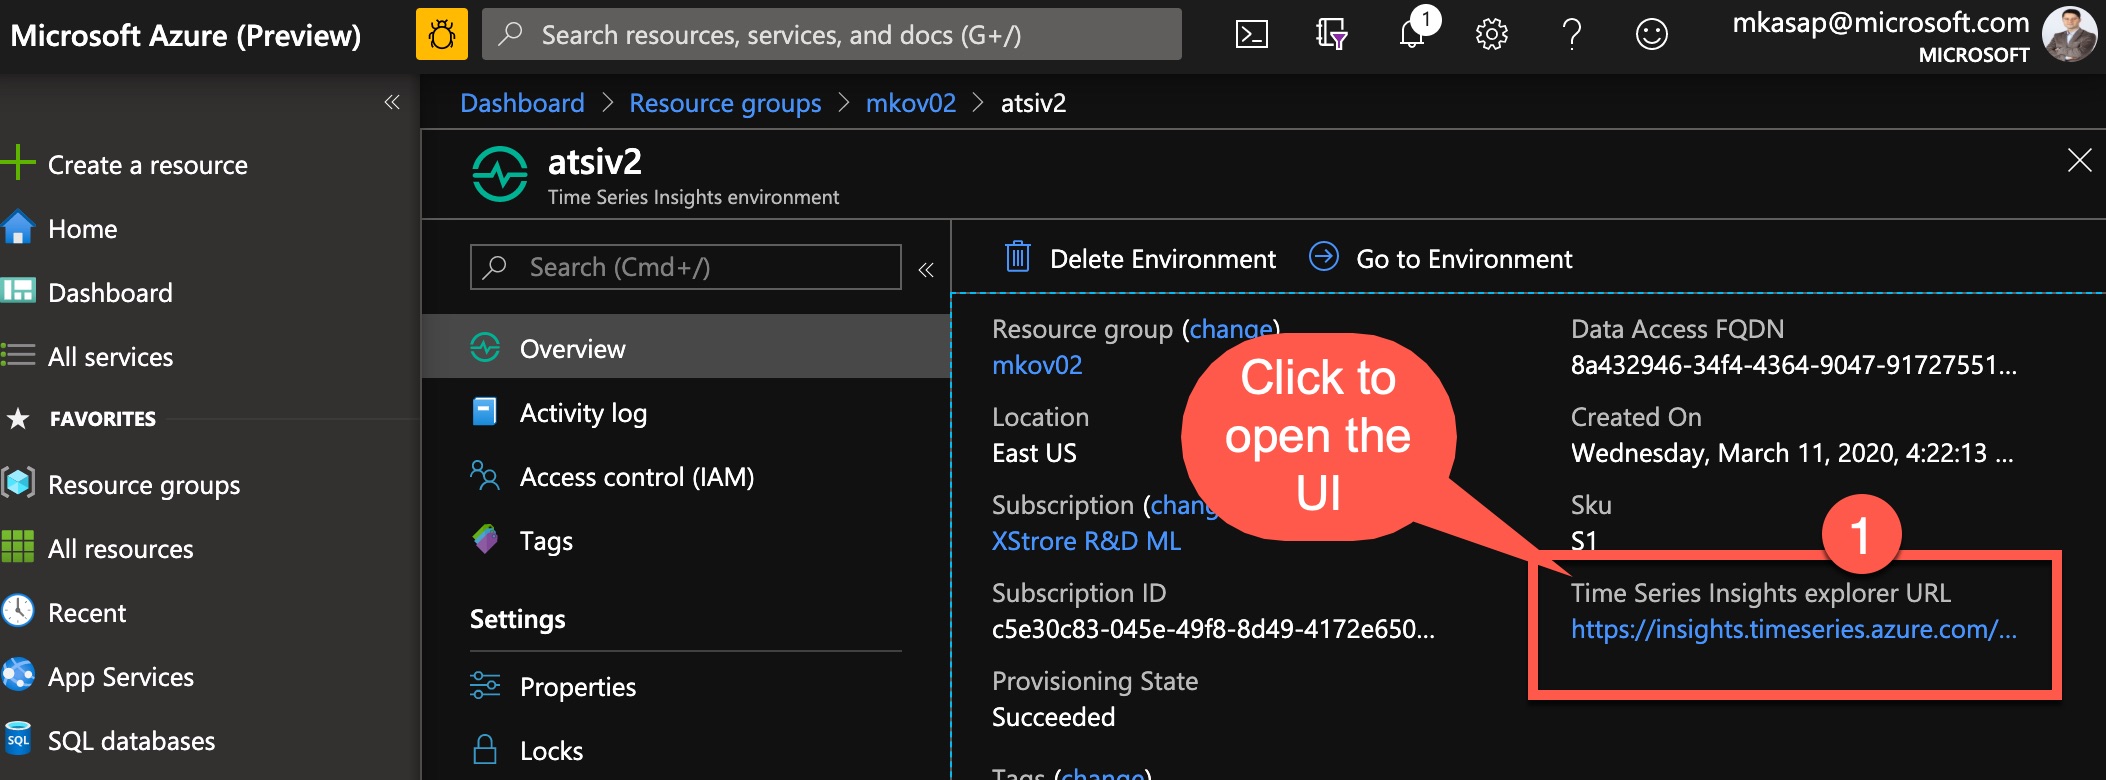 Microsoft Azure (Preview)
Search resources, services, and docs (G+/)
1
mkasap@microsoft.com
MICROSOFT
«
Create a resource
Home
Dashboard
All services
FAVORITES
Resource groups
All resources
Recent
App Services
SQL
SQL databases
Dashboard > Resource groups > mkov02 > atsiv2
atsiv2
Time Series Insights environment
Search (Cmd+/)
«
Overview
Activity log
Access control (IAM)
Tags
Settings
Properties
Locks
Delete Environment
Go to Environment
Resource group (change)
mkov02
Location
East US
Subscription (chang
XStrore R&D ML
Subscription ID
c5e30c83-045e-49f8-8d49-4172e650...
Provisioning State
Succeeded
Tags (change)
Click to
open the
UI
Data Access FQDN
8a432946-34f4-4364-9047-91727551...
Created On
Wednesday, March 11, 2020, 4:22:13 ...
Sku
S1
1
Time Series Insights explorer URL
https://insights.timeseries.azure.com/...